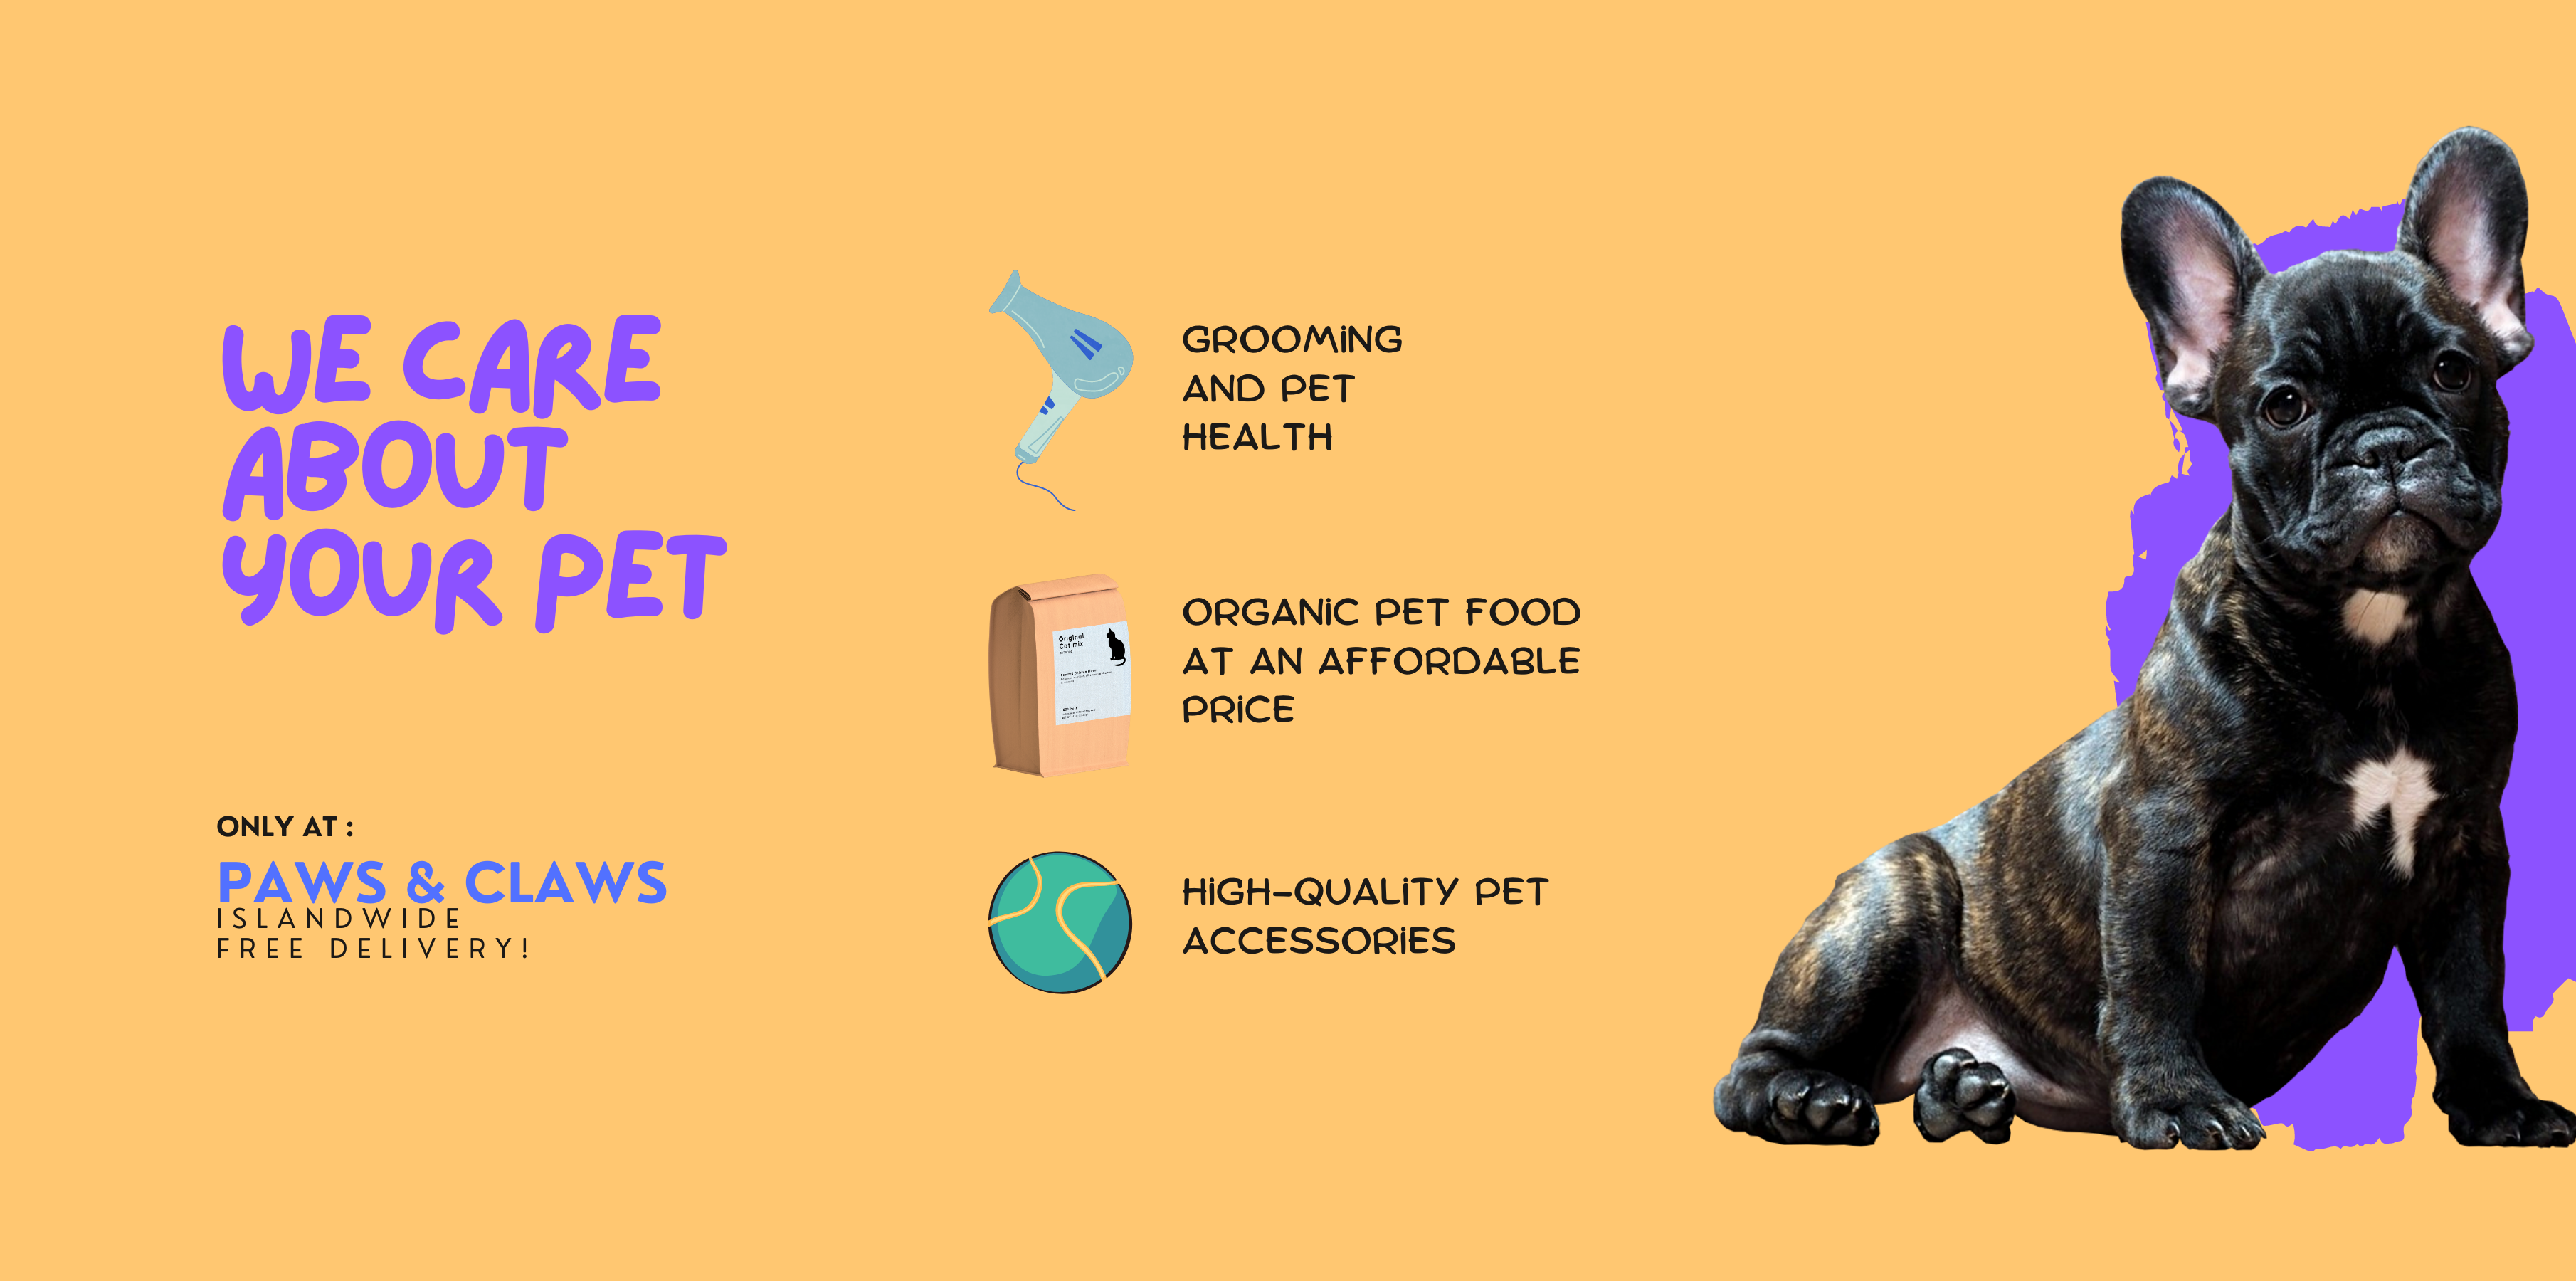 WE CARE
ABOUT
YOUR PET
ONLY AT :
PAWS & CLAWS
ISLANDWIDE
FREE DELIVERY!
GROOMING
AND PET
HEALTH
ORGANIC PET FOOD
AT AN AFFORDABLE
PRICE
Original
Cat mix
HIGH-QUALITY PET
ACCESSORIES